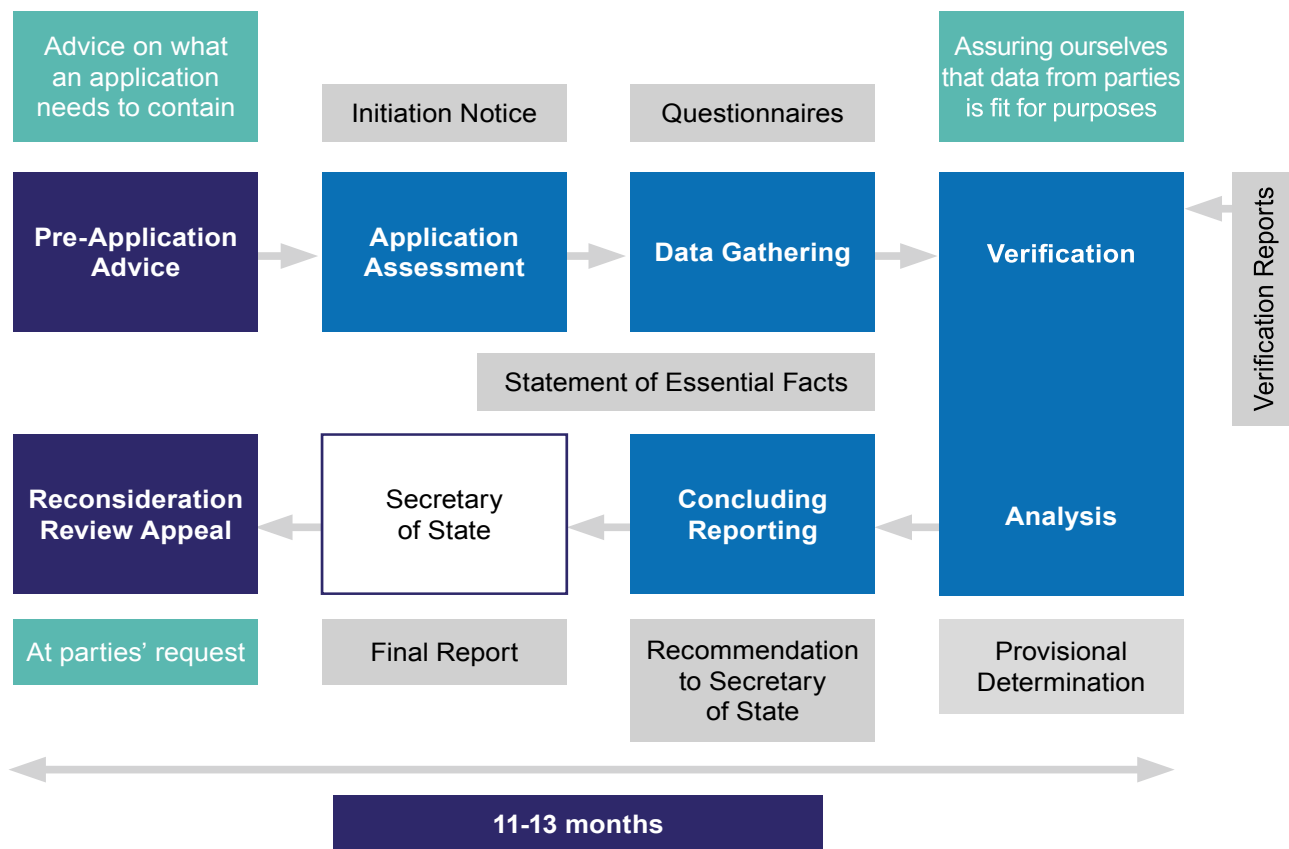 Advice on what
an application
needs to contain
Initiation Notice
Questionnaires
Assuring ourselves
that data from parties
is fit for purposes
Pre-Application
Advice
Application
Assessment
Data Gathering
Verification
Verification Reports
Statement of Essential Facts
Reconsideration
Review Appeal
Secretary
of State
Concluding
Reporting
Analysis
At parties’ request
Final Report
Recommendation
to Secretary
of State
Provisional
Determination
11-13 months